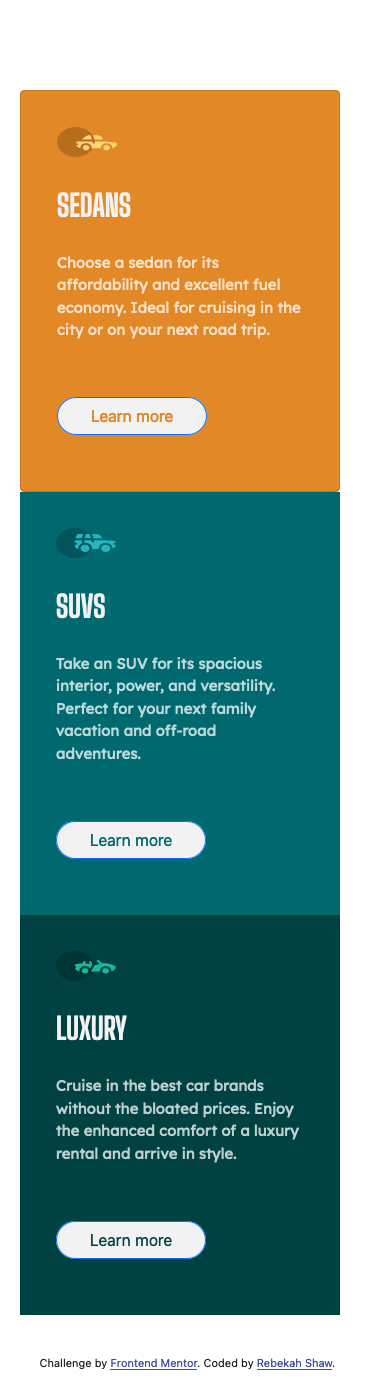 SEDANS
Choose a sedan for its
affordability and excellent fuel
economy. Ideal for cruising in the
city or on your next road trip.
Learn more
SUVS
Take an SUV for its spacious
interior, power, and versatility.
Perfect for your next family
vacation and off-road
adventures.
Learn more
LUXURY
Cruise in the best car brands
without the bloated prices. Enjoy
the enhanced comfort of a luxury
rental and arrive in style.
Learn more
Challenge by Frontend Mentor. Coded by Rebekah Shaw.